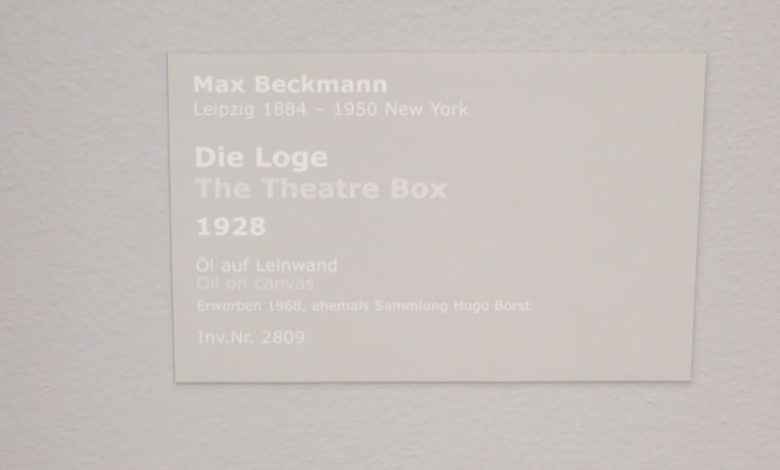 Max Beckmann
Leipzig 1884 – 1950 New York
Die Loge
The Theatre Box
1928
Öl auf Leinwand
Oil on canvas
Erworben 1968, ehemals Sammlung Hugo Borst
Inv.Nr. 2809